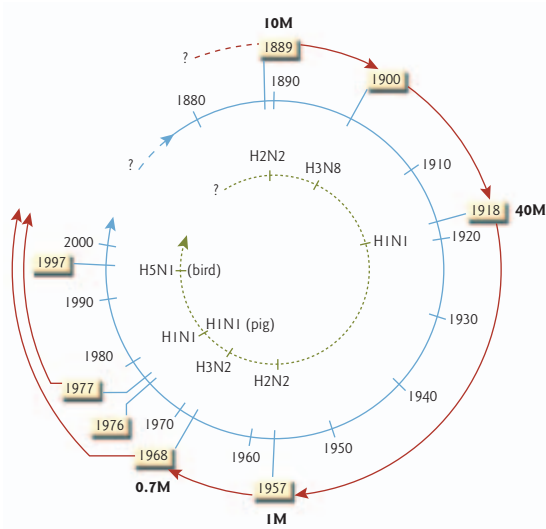 10M
1889
?
1900
1890
1880
?
H2N2
H3N8
?
1910
1918
40M
1920
H1N1
2000
1997
H5N1
(bird)
1990
1930
H1N1 (pig)
H1N1
H3N2
H2N2
1980
1977
1976
1970
1968
0.7M
1960
1950
1940
1957
1M